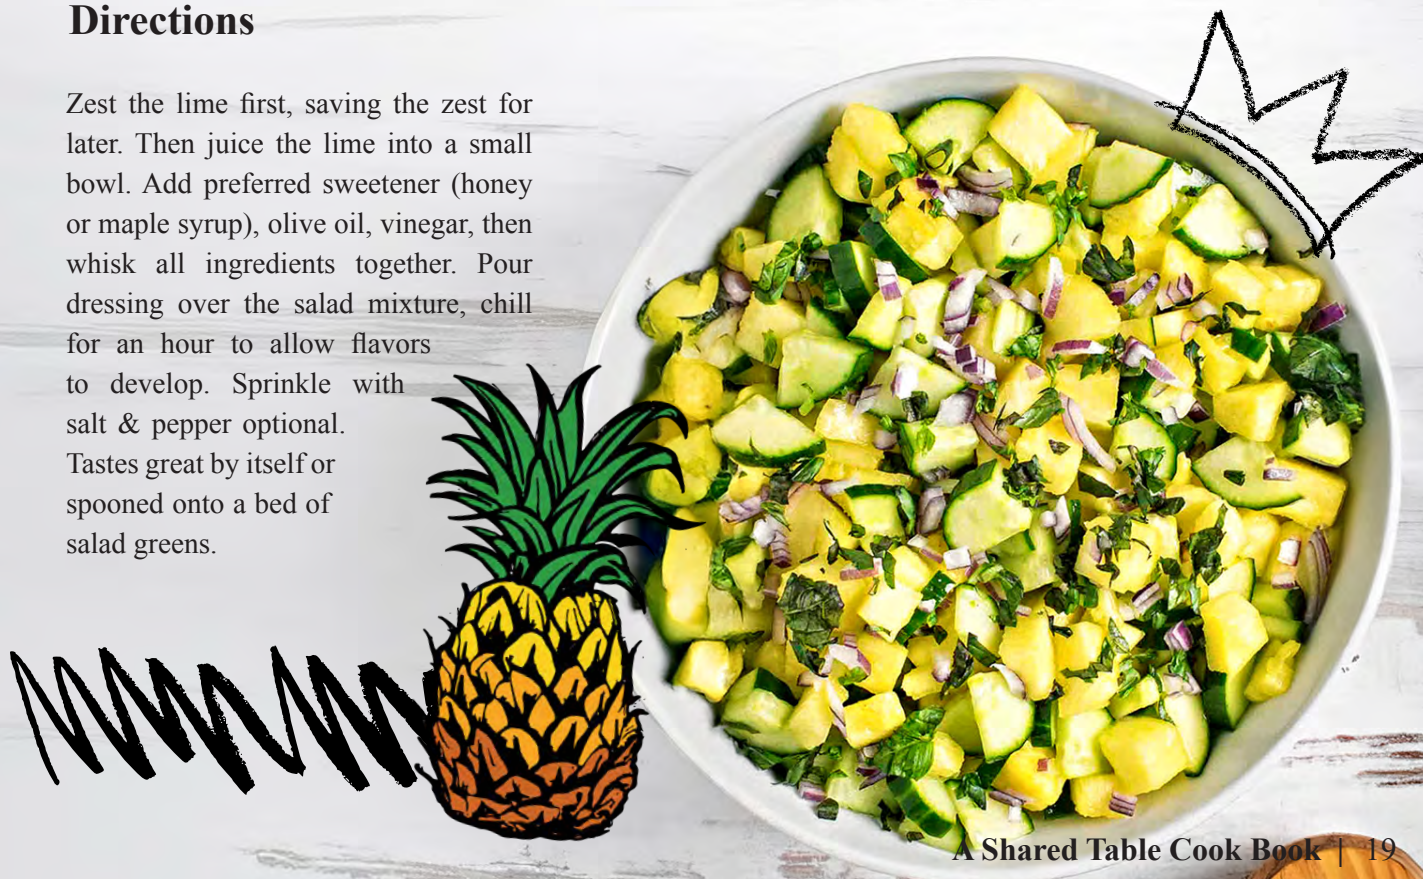 Directions
Zest the lime first, saving the zest for
later. Then juice the lime into a small
bowl. Add preferred sweetener (honey
or maple syrup), olive oil, vinegar, then
whisk all ingredients together. Pour
dressing over the salad mixture, chill
for an hour to allow flavors
to develop. Sprinkle with
salt & pepper optional.
Tastes great by itself or
spooned onto a bed of
salad greens.
A Shared Table Cook Book | 19